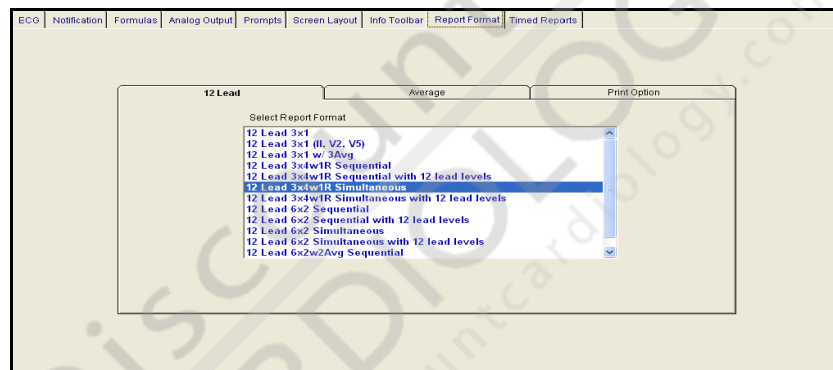 ECG Notification Formulas Analog Output Prompts Screen Layout Info Toolbar Report Format Timed Reports
12 Lead Average Print Option
Select Report Format
12 Lead 3x1
12 Lead 3x1 (II, V2, V5)
12 Lead 3x1 w/ 3Avg
12 Lead 3x4w1R Sequential
12 Lead 3x4w1R Sequential with 12 lead levels
12 Lead 3x4w1R Simultaneous
12 Lead 3x4w1R Simultaneous with 12 lead levels
12 Lead 6x2 Sequential
12 Lead 6x2 Sequential with 12 lead levels
12 Lead 6x2 Simultaneous
12 Lead 6x2 Simultaneous with 12 lead levels
12 Lead 6x2w2Avg Sequential